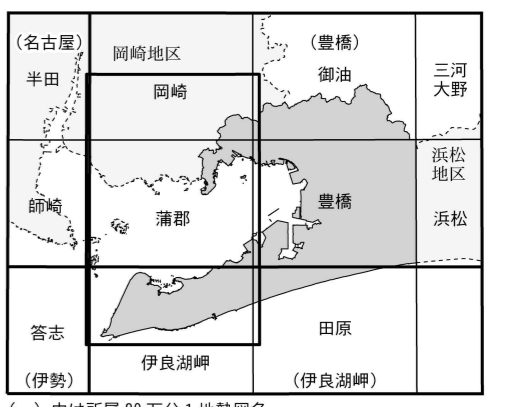 (名古屋)
半田
岡崎地区
岡崎
(豊橋)
御油
三河
大野
浜松
地区
師崎
蒲郡
豊橋
浜松
答志
(伊勢)
伊良湖岬
田原
(伊良湖岬)